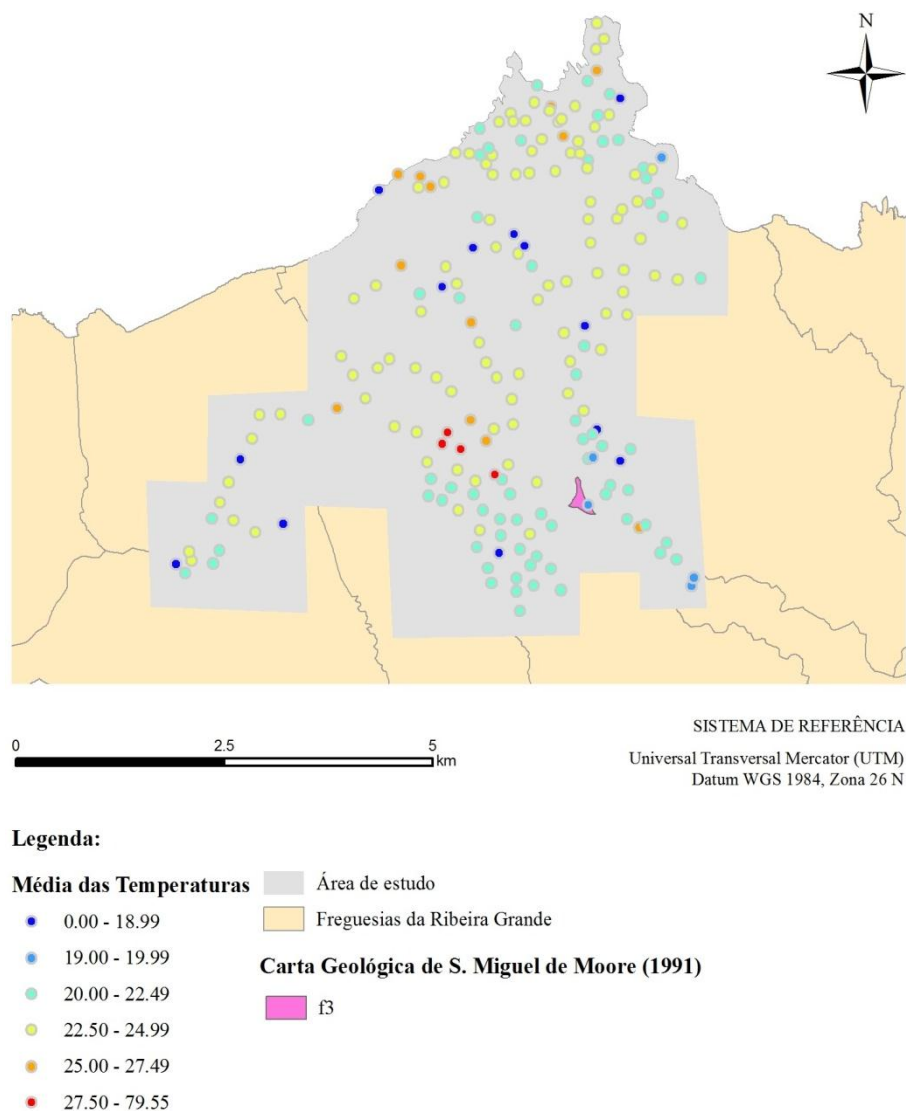 N
0
2.5
5
km
SISTEMA DE REFERÊNCIA
Universal Transversal Mercator (UTM)
Datum WGS 1984, Zona 26 N
Legenda:
Média das Temperaturas
0.00 - 18.99
19.00 - 19.99
20.00 - 22.49
22.50 - 24.99
25.00 - 27.49
27.50 - 79.55
Área de estudo
Freguesias da Ribeira Grande
Carta Geológica de S. Miguel de Moore (1991)
f3